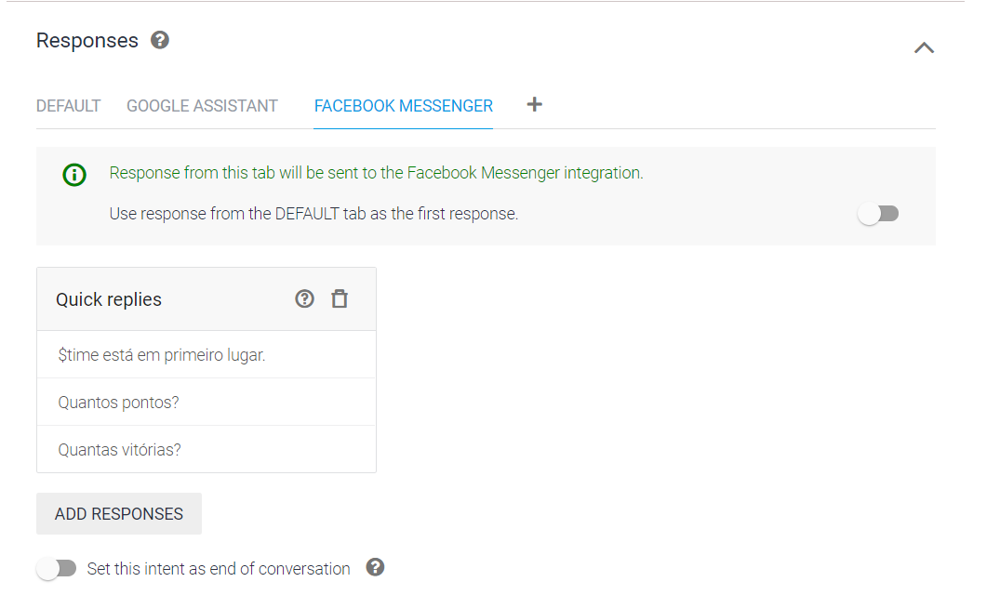 Responses
DEFAULT GOOGLE ASSISTANT FACEBOOK MESSENGER +
Response from this tab will be sent to the Facebook Messenger integration.
Use response from the DEFAULT tab as the first response.
Quick replies
$time está em primeiro lugar.
Quantos pontos?
Quantas vitórias?
ADD RESPONSES
Set this intent as end of conversation